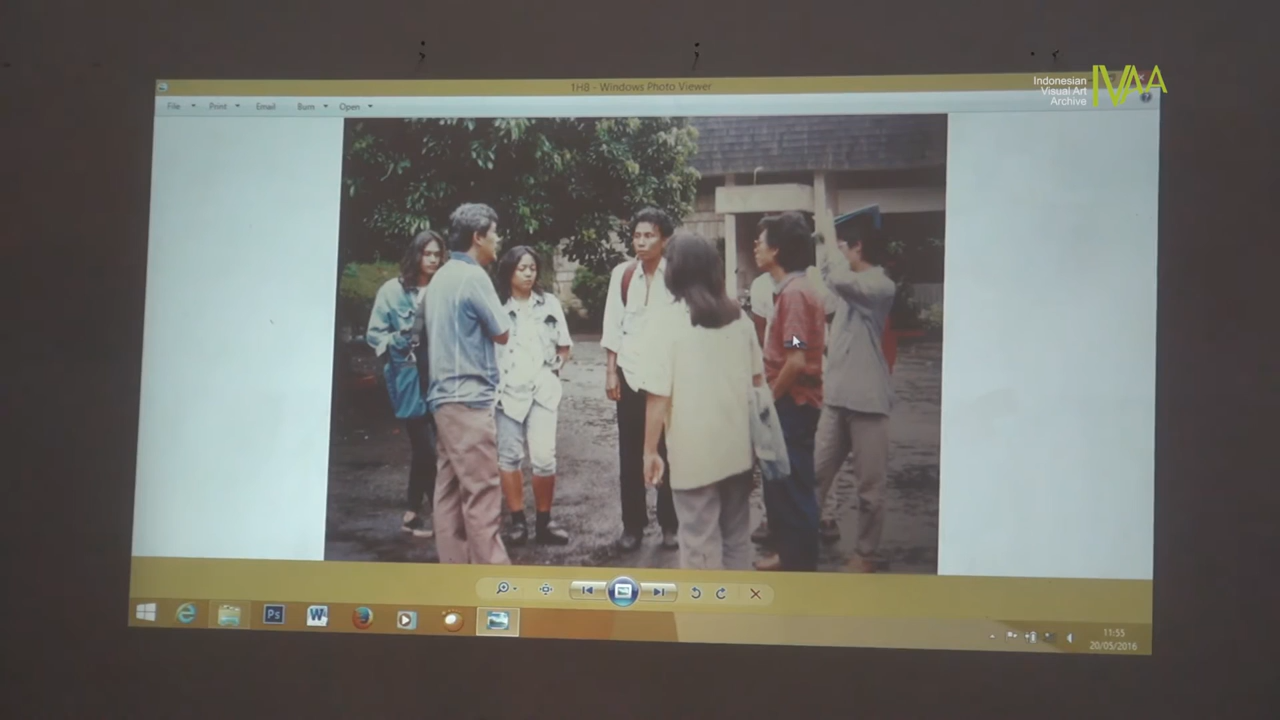 1H8 - Windows Photo Viewer
File Print Email Burn Open
Indonesian
Visual Art
Archive
IVAA
Ps
W
11:55
20/05/2016